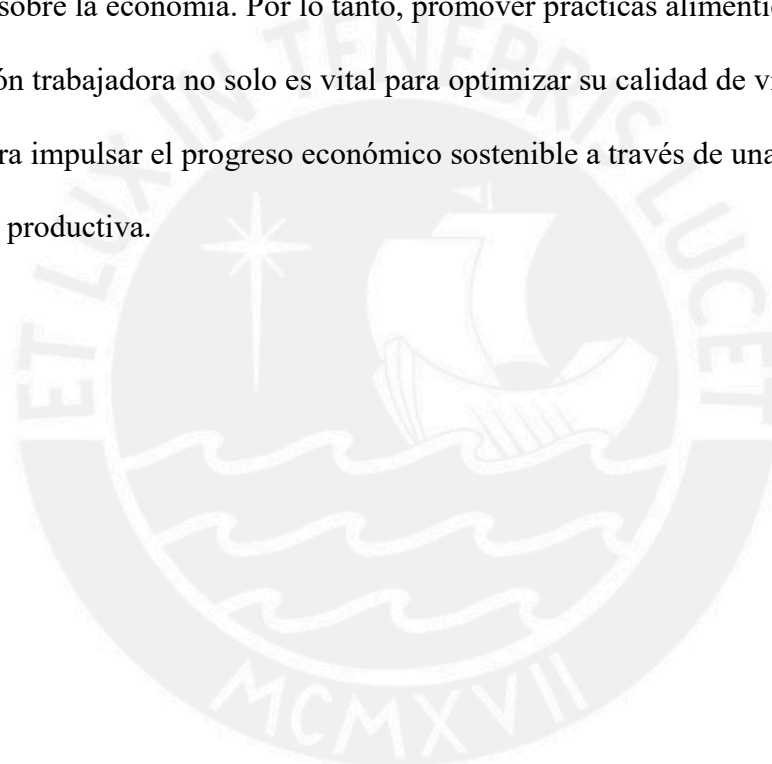 sobre la economía. Por lo tanto, promover prácticas alimentic
ón trabajadora no solo es vital para optimizar su calidad de vi
ra impulsar el progreso económico sostenible a través de una
productiva.
ET LUX IN TENEBRIS LUCET
MCMXVII